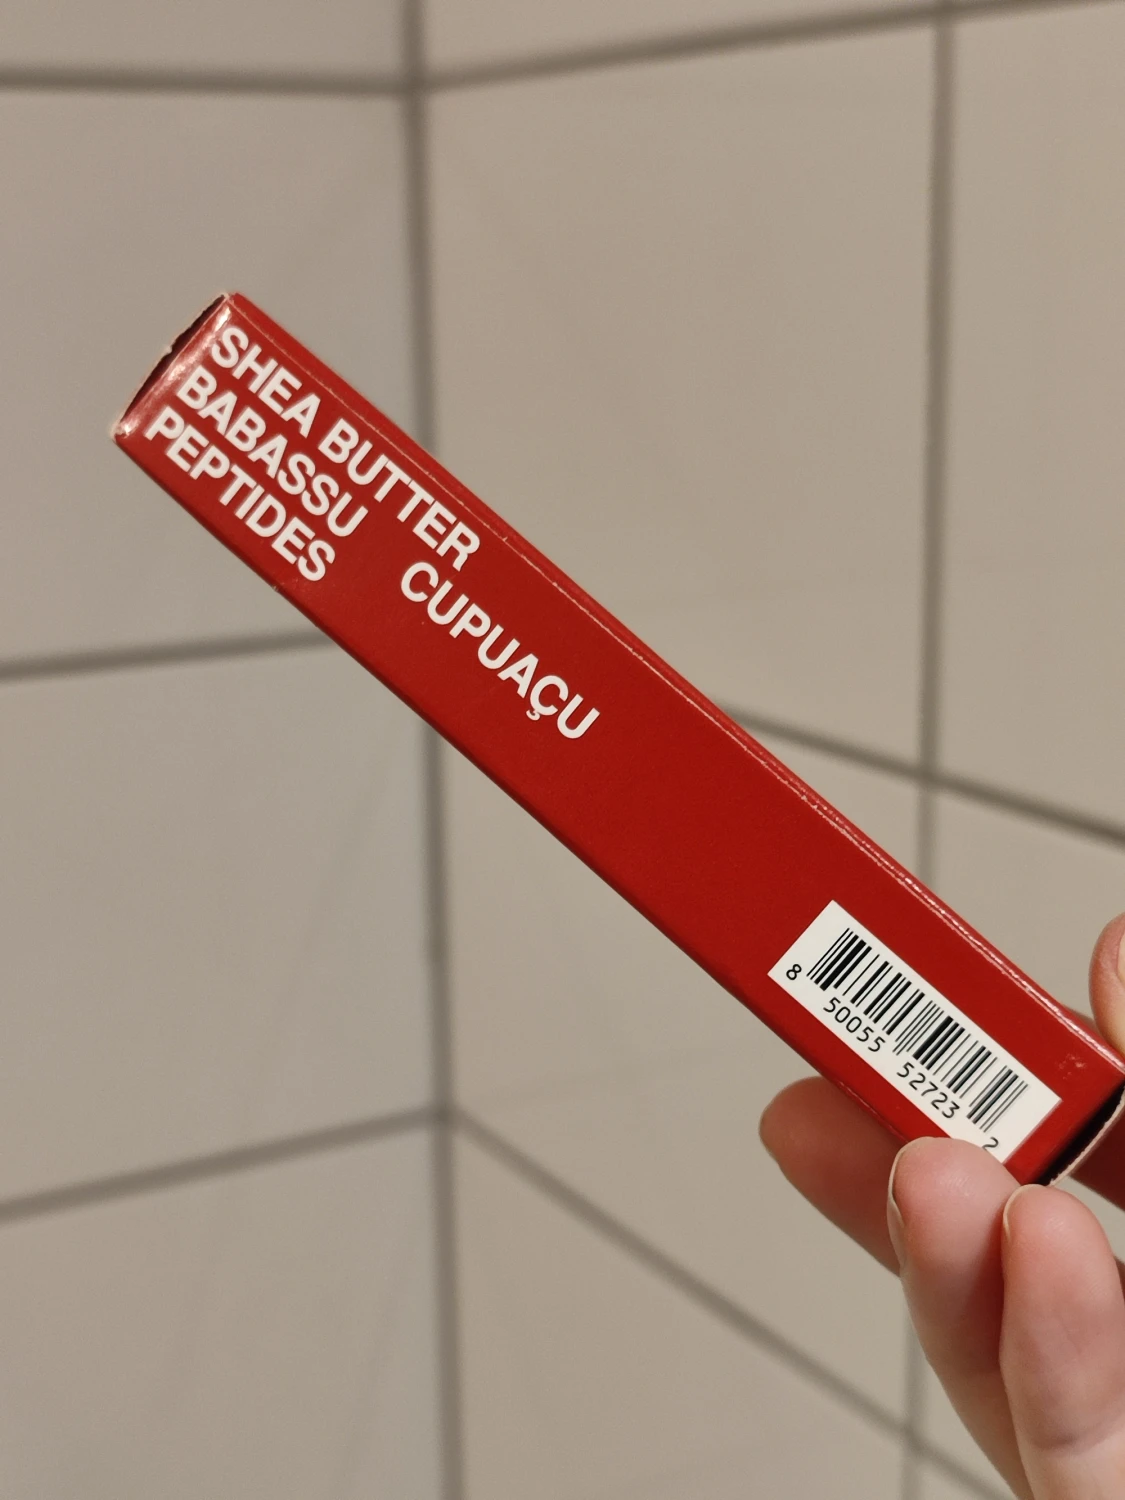 SHEA BUTTER
BABASSU CUPUAÇU
PEPTIDES
8 50055 52723 2